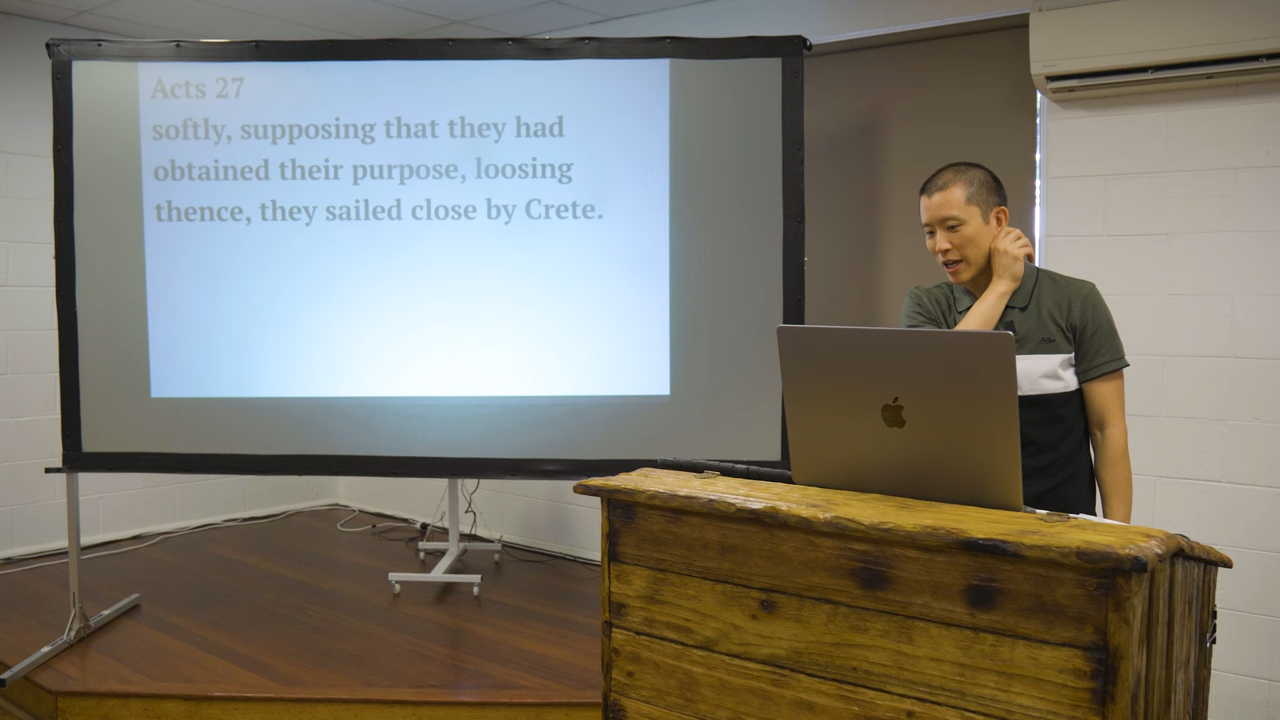 Acts 27
softly, supposing that they had
obtained their purpose, loosing
thence, they sailed close by Crete.